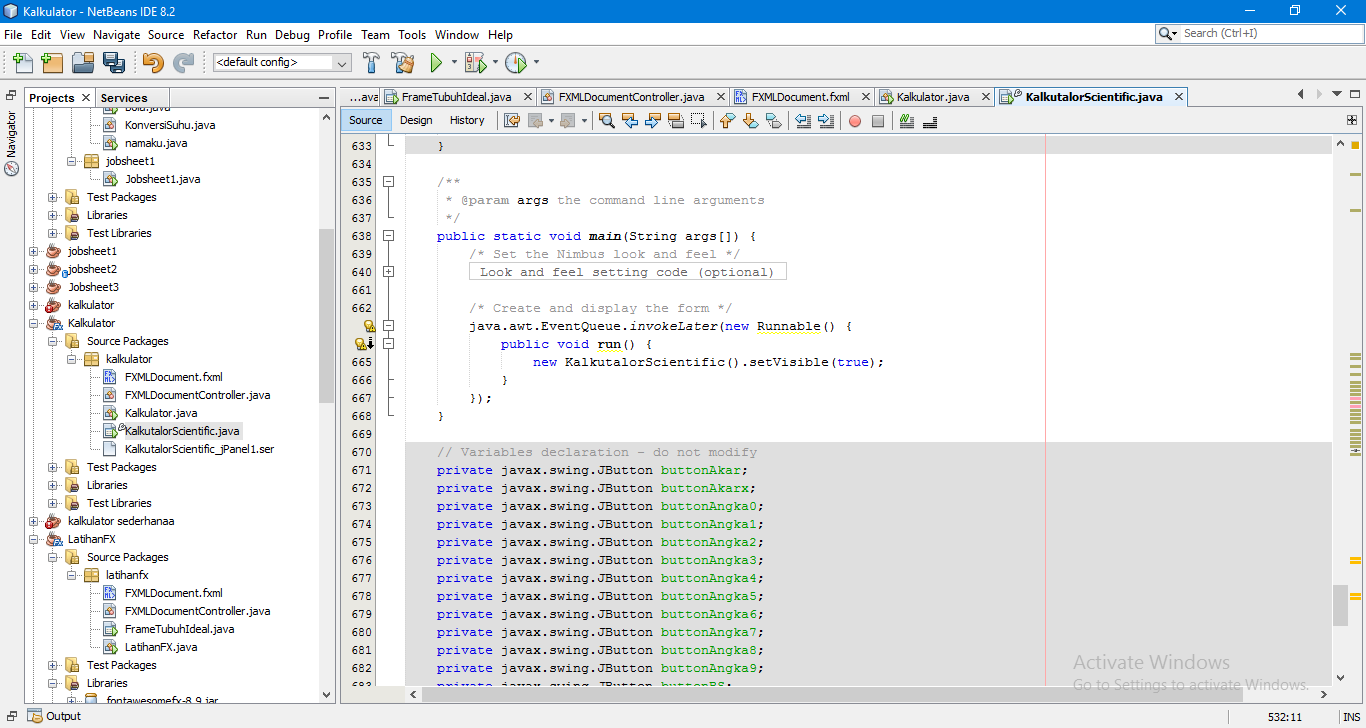 Kalkulator - NetBeans IDE 8.2
File Edit View Navigate Source Refactor Run Debug Profile Team Tools Window Help
Search (Ctrl+I)
<default config>
Projects Services
...ava FrameTubuhIdeal.java FXMLDocumentController.java FXMLDocument.fxml Kalkulator.java KalkutalorScientific.java
Source Design History
Navigator
KonversiSuhu.java
namaku.java
jobsheet1
Jobsheet1.java
Test Packages
Libraries
Test Libraries
jobsheet1
jobsheet2
Jobsheet3
kalkulator
Kalkulator
Source Packages
kalkulator
FXMLDocument.fxml
FXMLDocumentController.java
Kalkulator.java
KalkutalorScientific.java
KalkutalorScientific_jPanel1.ser
Test Packages
Libraries
Test Libraries
kalkulator sederhanaa
LatihanFX
Source Packages
latihanfx
FXMLDocument.fxml
FXMLDocumentController.java
FrameTubuhIdeal.java
LatihanFX.java
Test Packages
Libraries
fontawesomefx-8.9.jar
633 }
634
635 /**
636 * @param args the command line arguments
637 */
638 public static void main(String args[]) {
639 /* Set the Nimbus look and feel */
640 Look and feel setting code (optional)
661
662 /* Create and display the form */
java.awt.EventQueue.invokeLater(new Runnable() {
public void run() {
665 new KalkutalorScientific().setVisible(true);
666 }
667 });
668 }
669
670 // Variables declaration - do not modify
671 private javax.swing.JButton buttonAkar;
672 private javax.swing.JButton buttonAkarx;
673 private javax.swing.JButton buttonAngka0;
674 private javax.swing.JButton buttonAngka1;
675 private javax.swing.JButton buttonAngka2;
676 private javax.swing.JButton buttonAngka3;
677 private javax.swing.JButton buttonAngka4;
678 private javax.swing.JButton buttonAngka5;
679 private javax.swing.JButton buttonAngka6;
680 private javax.swing.JButton buttonAngka7;
681 private javax.swing.JButton buttonAngka8;
682 private javax.swing.JButton buttonAngka9;
683 private javax.swing.JButton buttonBS;
Activate Windows
Go to Settings to activate Windows.
Output
532:11 INS